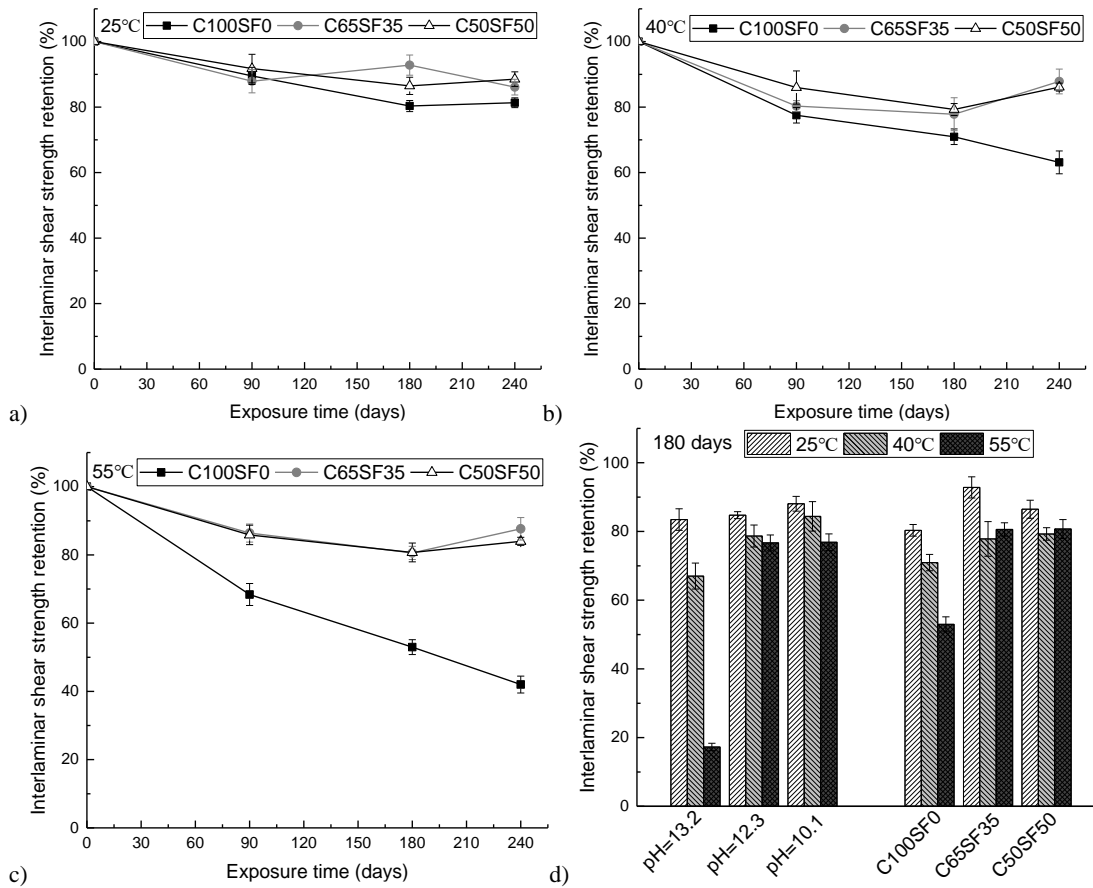 25℃ C100SF0 C65SF35 C50SF50
Interlaminar shear strength retention (%)
100
80
60
40
20
0
0 30 60 90 120 150 180 210 240
Exposure time (days)
a)
40℃ C100SF0 C65SF35 C50SF50
Interlaminar shear strength retention (%)
100
80
60
40
20
0
0 30 60 90 120 150 180 210 240
Exposure time (days)
b)
55℃ C100SF0 C65SF35 C50SF50
Interlaminar shear strength retention (%)
100
80
60
40
20
0
0 30 60 90 120 150 180 210 240
Exposure time (days)
c)
180 days 25℃ 40℃ 55℃
Interlaminar shear strength retention (%)
100
80
60
40
20
0
pH=13.2 pH=12.3 pH=10.1 C100SF0 C65SF35 C50SF50
d)